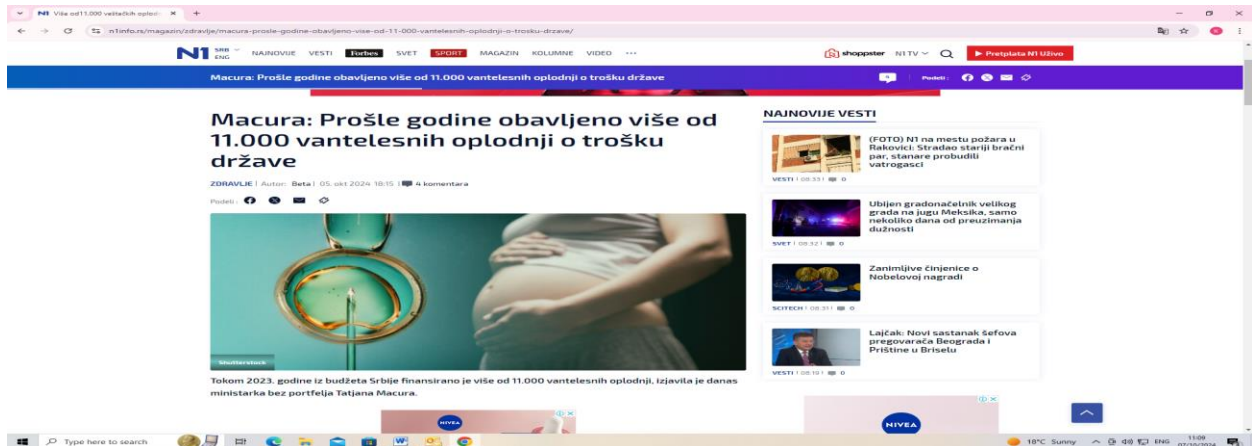 N1 Više od11.000 veštačkih oplodnj
n1info.rs/magazin/zdravlje/macura-prosle-godine-obavljeno-vise-od-11-000-vantelesnih-oplodnji-o-trosku-drzave/
N1 SRB ENG NAJNOVIJE VESTI Forbes SVET SPORT MAGAZIN KOLUMNE VIDEO ... shoppster N1 TV Pretplata N1 Uživo
Macura: Prošle godine obavljeno više od 11.000 vantelesnih oplodnji o trošku države
Podeli:
Macura: Prošle godine obavljeno više od
11.000 vantelesnih oplodnji o trošku
države
ZDRAVLJE | Autor: Beta | 05. okt 2024 18:15 | 4 komentara
Podeli:
Shutterstock
Tokom 2023. godine iz budžeta Srbije finansirano je više od 11.000 vantelesnih oplodnji, izjavila je danas
ministarka bez portfelja Tatjana Macura.
NIVEA
NAJNOVIJE VESTI
(FOTO) N1 na mestu požara u
Rakovici: Stradao stariji bračni
par, stanare probudili
vatrogasci
VESTI | 08:33 | 0
Ubijen gradonačelnik velikog
grada na jugu Meksika, samo
nekoliko dana od preuzimanja
dužnosti
SVET | 08:32 | 0
Zanimljive činjenice o
Nobelovoj nagradi
SCITECH | 08:31 | 0
Lajčak: Novi sastanak šefova
pregovarača Beograda i
Prištine u Briselu
VESTI | 08:19 | 0
NIVEA
Type here to search
18°C Sunny ENG 11:09
07/10/2024